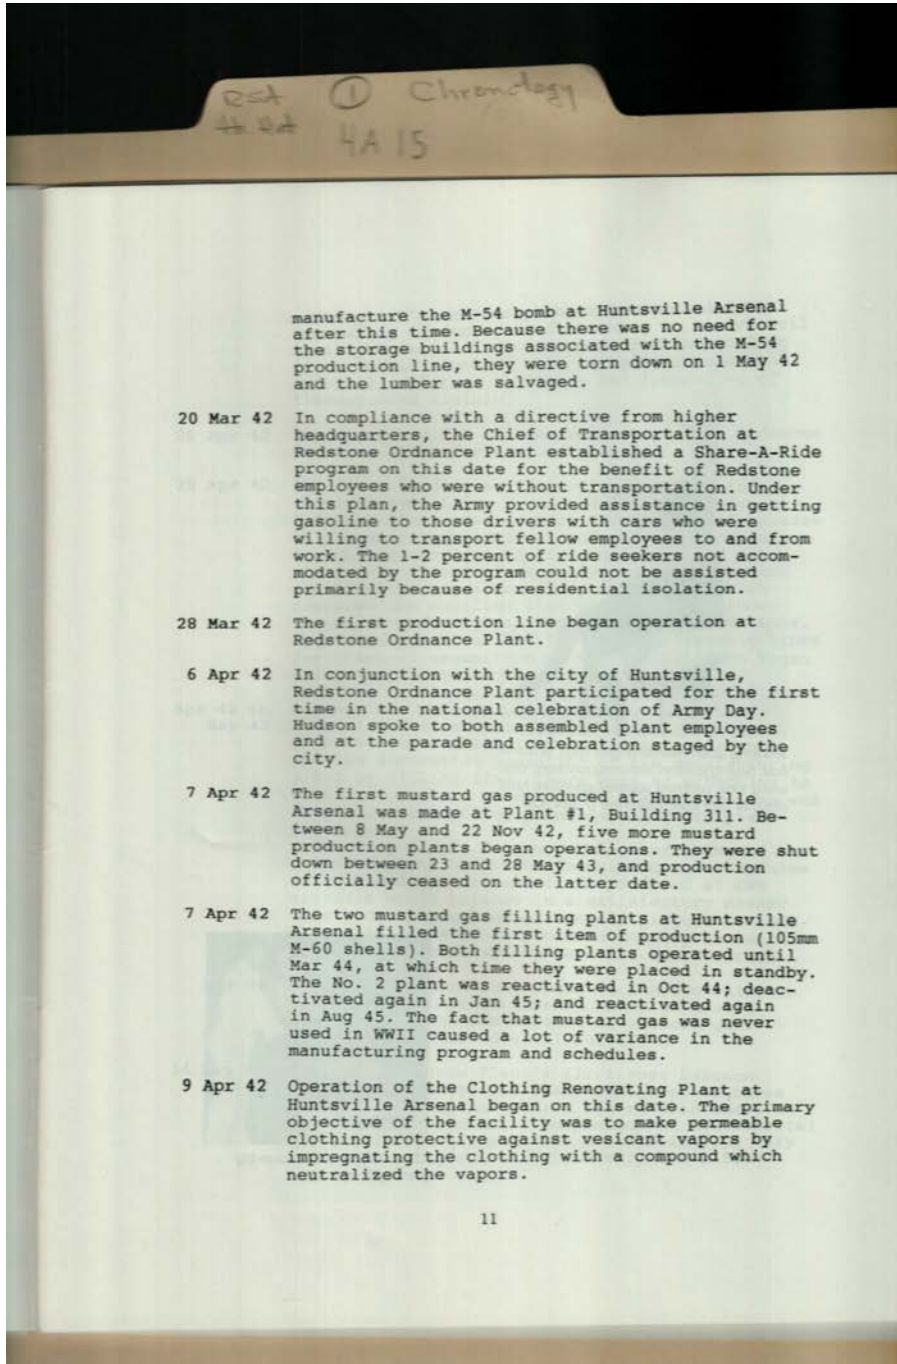 Rst ① Chronology
4A 15
manufacture the M-54 bomb at Huntsville Arsenal
after this time. Because there was no need for
the storage buildings associated with the M-54
production line, they were torn down on 1 May 42
and the lumber was salvaged.
20 Mar 42 In compliance with a directive from higher
headquarters, the Chief of Transportation at
Redstone Ordnance Plant established a Share-A-Ride
program on this date for the benefit of Redstone
employees who were without transportation. Under
this plan, the Army provided assistance in getting
gasoline to those drivers with cars who were
willing to transport fellow employees to and from
work. The 1-2 percent of ride seekers not accom-
modated by the program could not be assisted
primarily because of residential isolation.
28 Mar 42 The first production line began operation at
Redstone Ordnance Plant.
6 Apr 42 In conjunction with the city of Huntsville,
Redstone Ordnance Plant participated for the first
time in the national celebration of Army Day.
Hudson spoke to both assembled plant employees
and at the parade and celebration staged by the
city.
7 Apr 42 The first mustard gas produced at Huntsville
Arsenal was made at Plant #1, Building 311. Be-
tween 8 May and 22 Nov 42, five more mustard
production plants began operations. They were shut
down between 23 and 28 May 43, and production
officially ceased on the latter date.
7 Apr 42 The two mustard gas filling plants at Huntsville
Arsenal filled the first item of production (105mm
M-60 shells). Both filling plants operated until
Mar 44, at which time they were placed in standby.
The No. 2 plant was reactivated in Oct 44; deac-
tivated again in Jan 45; and reactivated again
in Aug 45. The fact that mustard gas was never
used in WWII caused a lot of variance in the
manufacturing program and schedules.
9 Apr 42 Operation of the Clothing Renovating Plant at
Huntsville Arsenal began on this date. The primary
objective of the facility was to make permeable
clothing protective against vesicant vapors by
impregnating the clothing with a compound which
neutralized the vapors.
11